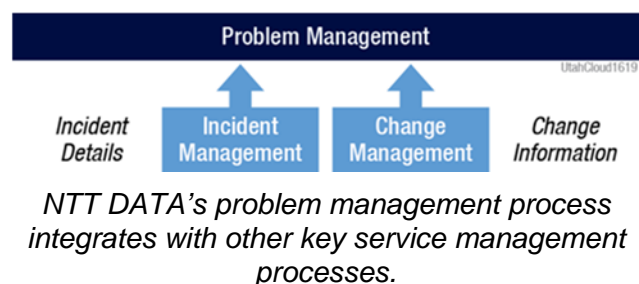 Problem Management
UtahCloud1619
Incident Details
Incident Management
Change Management
Change Information
NTT DATA’s problem management process
integrates with other key service management
processes.